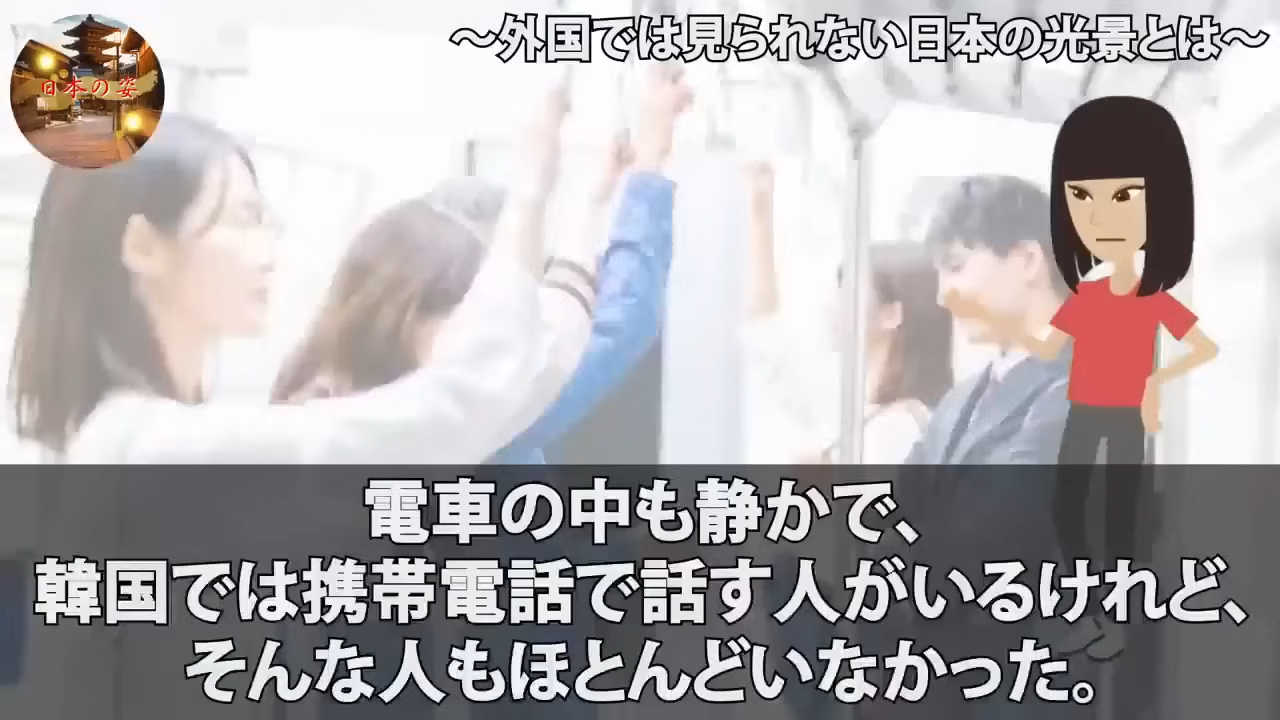 ～外国では見られない日本の光景とは～
日本の姿
電車の中も静かで、
韓国では携帯電話で話す人がいるけれど、
そんな人もほとんどいなかった。